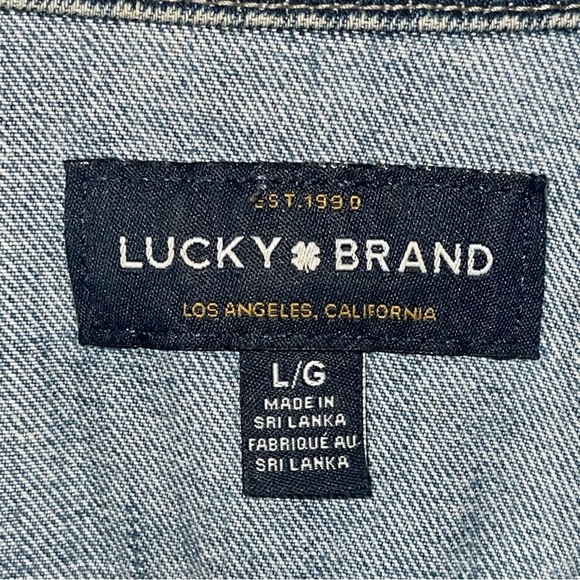 EST. 1990
LUCKY BRAND
LOS ANGELES, CALIFORNIA
L/G
MADE IN
SRI LANKA
FABRIQUÉ AU
SRI LANKA